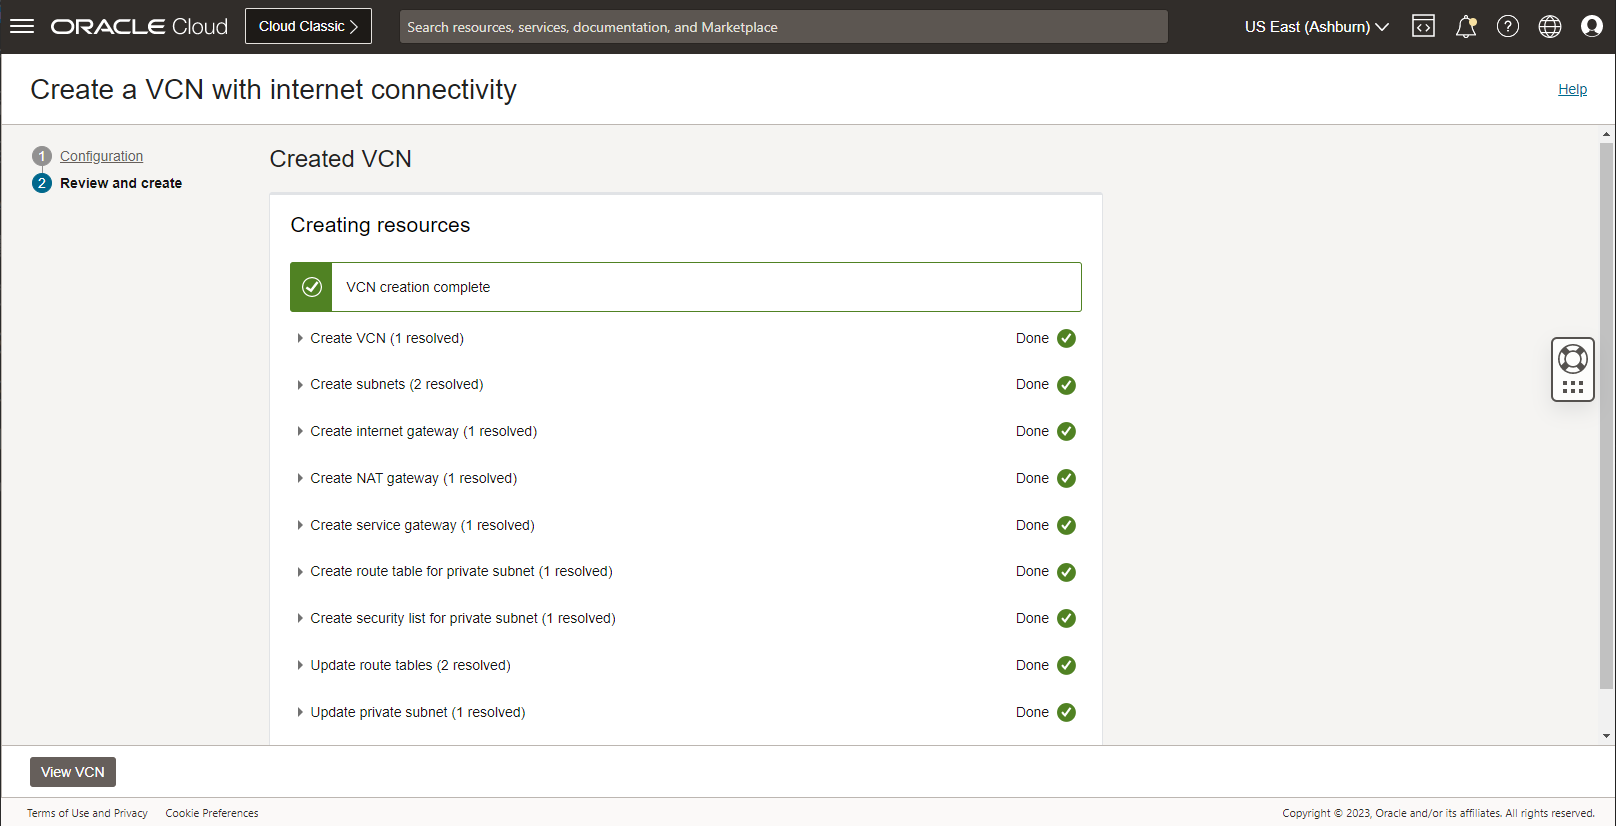 ORACLE Cloud
Cloud Classic
Search resources, services, documentation, and Marketplace
US East (Ashburn)
Create a VCN with internet connectivity
Help
1 Configuration
2 Review and create
Created VCN
Creating resources
VCN creation complete
Create VCN (1 resolved) Done
Create subnets (2 resolved) Done
Create internet gateway (1 resolved) Done
Create NAT gateway (1 resolved) Done
Create service gateway (1 resolved) Done
Create route table for private subnet (1 resolved) Done
Create security list for private subnet (1 resolved) Done
Update route tables (2 resolved) Done
Update private subnet (1 resolved) Done
View VCN
Terms of Use and Privacy Cookie Preferences
Copyright © 2023, Oracle and/or its affiliates. All rights reserved.